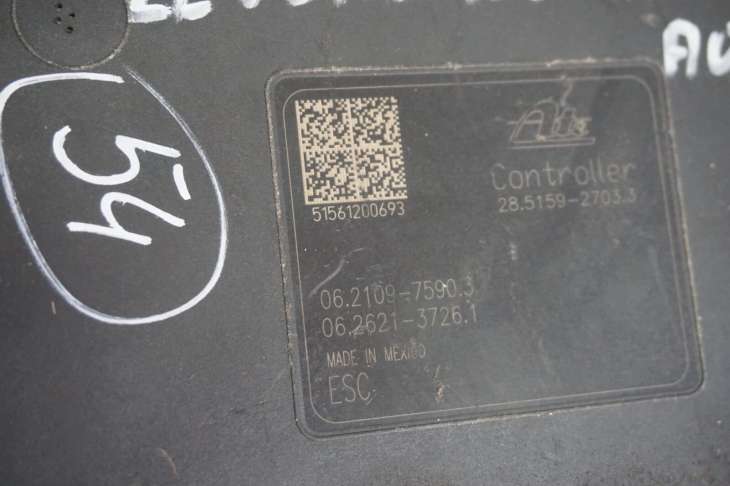 54
Ate
Controller
28.5159-2703.3
51561200693
06.2109-7590.3
06.2621-3726.1
MADE IN MEXICO
ESC